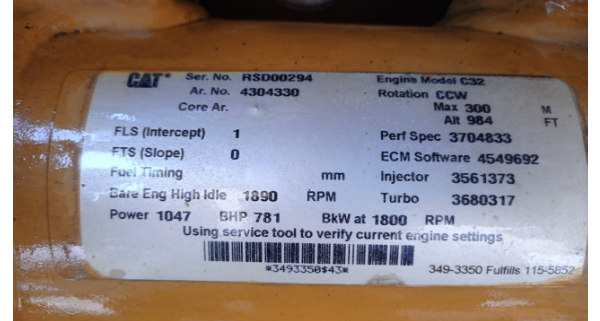 CAT® Ser. No. RSD00294 Engine Model C32
Ar. No. 4304330 Rotation CCW
Core Ar. Max 300 M
Alt 984 FT
FLS (Intercept) 1 Perf Spec 3704833
FTS (Slope) 0 ECM Software 4549692
Fuel Timing mm Injector 3561373
Bare Eng High Idle 1890 RPM Turbo 3680317
Power 1047 BHP 781 BkW at 1800 RPM
Using service tool to verify current engine settings
*3493350$43* 349-3350 Fulfills 115-5852